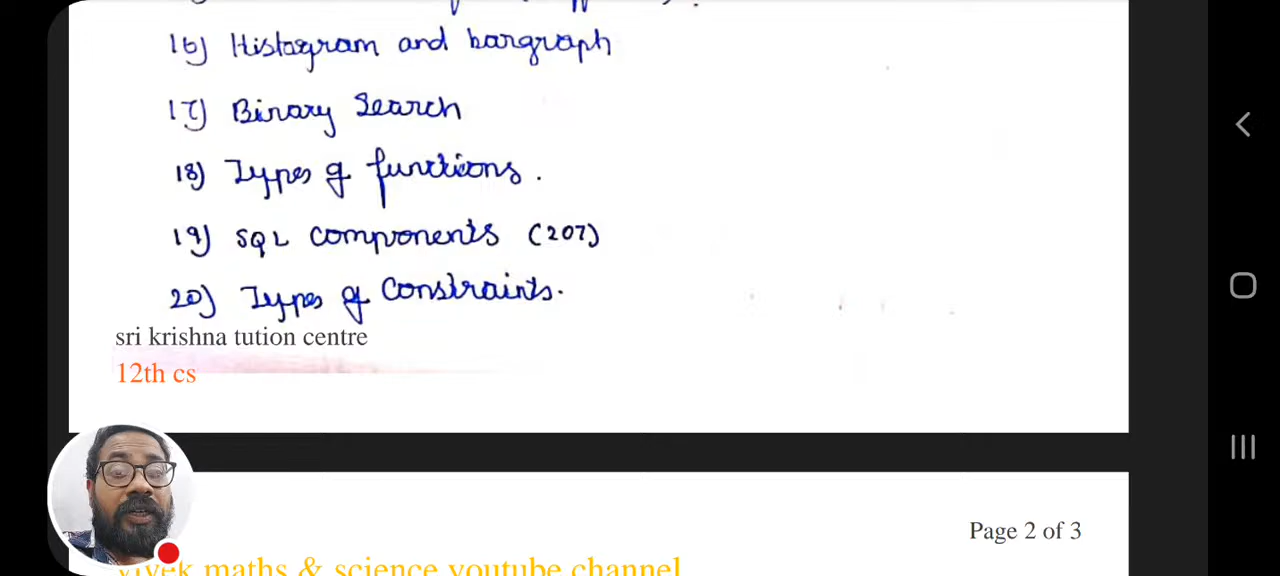 16) Histogram and bargraph
17) Binary Search
18) Types of functions.
19) SQL components (207)
20) Types of Constraints.
sri krishna tution centre
12th cs
Page 2 of 3
vivek maths & science youtube channel